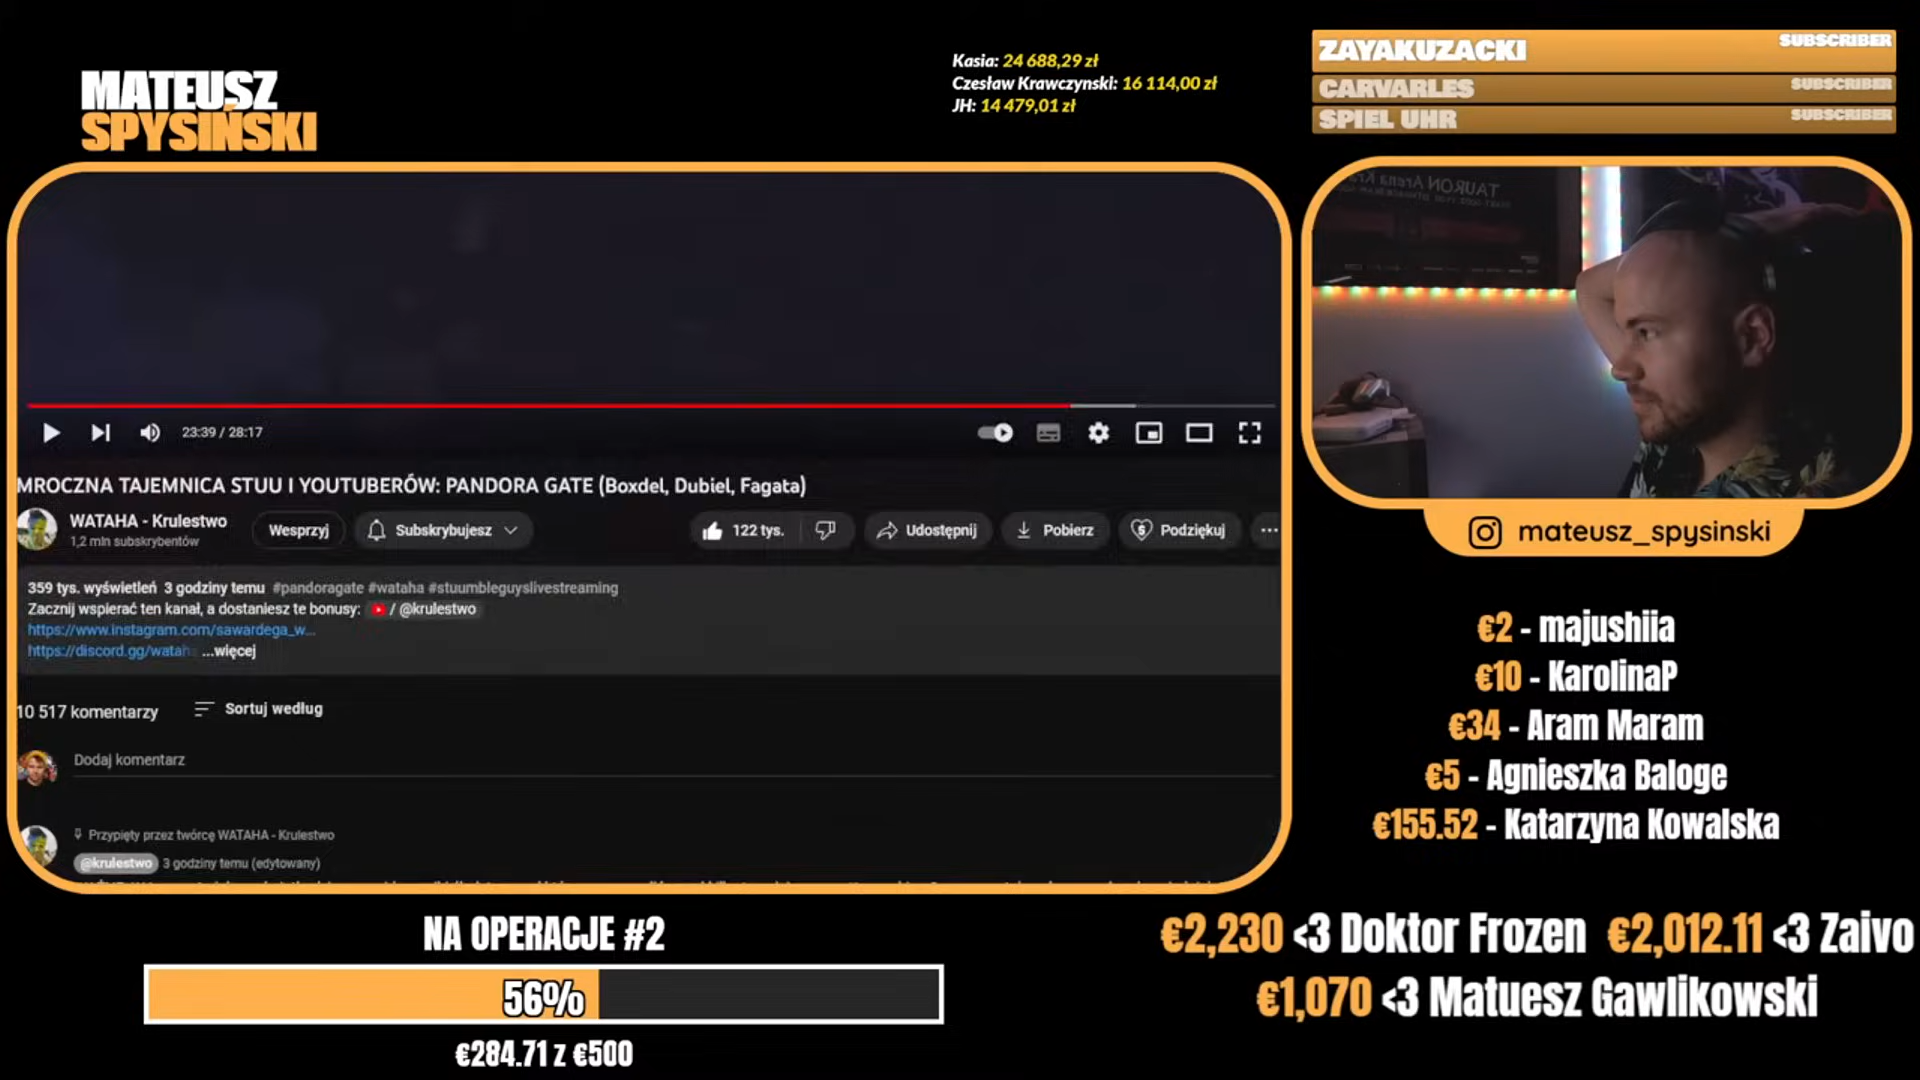 MATEUSZ
SPYSIŃSKI
Kasia: 24 688,29 zł
Czesław Krawczynski: 16 114,00 zł
JH: 14 479,01 zł
ZAYAKUZACKI SUBSCRIBER
CARVARLES SUBSCRIBER
SPIEL UHR SUBSCRIBER
TAURON Arena
23:39 / 28:17
MROCZNA TAJEMNICA STUU I YOUTUBERÓW: PANDORA GATE (Boxdel, Dubiel, Fagata)
WATAHA - Krulestwo
1,2 mln subskrybentów
Wesprzyj
Subskrybujesz
122 tys.
Udostępnij
Pobierz
Podziękuj
359 tys. wyświetleń 3 godziny temu #pandoragate #wataha #stuumbleguyslivestreaming
Zacznij wspierać ten kanał, a dostaniesz te bonusy: / @krulestwo
https://www.instagram.com/sawardega_w...
https://discord.gg/watah ...więcej
10 517 komentarzy
Sortuj według
Dodaj komentarz
Przypięty przez twórcę WATAHA - Krulestwo
@krulestwo 3 godziny temu (edytowany)
mateusz_spysinski
€2 - majushiia
€10 - KarolinaP
€34 - Aram Maram
€5 - Agnieszka Baloge
€155.52 - Katarzyna Kowalska
NA OPERACJE #2
56%
€284.71 z €500
€2,230 <3 Doktor Frozen €2,012.11 <3 Zaivo
€1,070 <3 Matuesz Gawlikowski